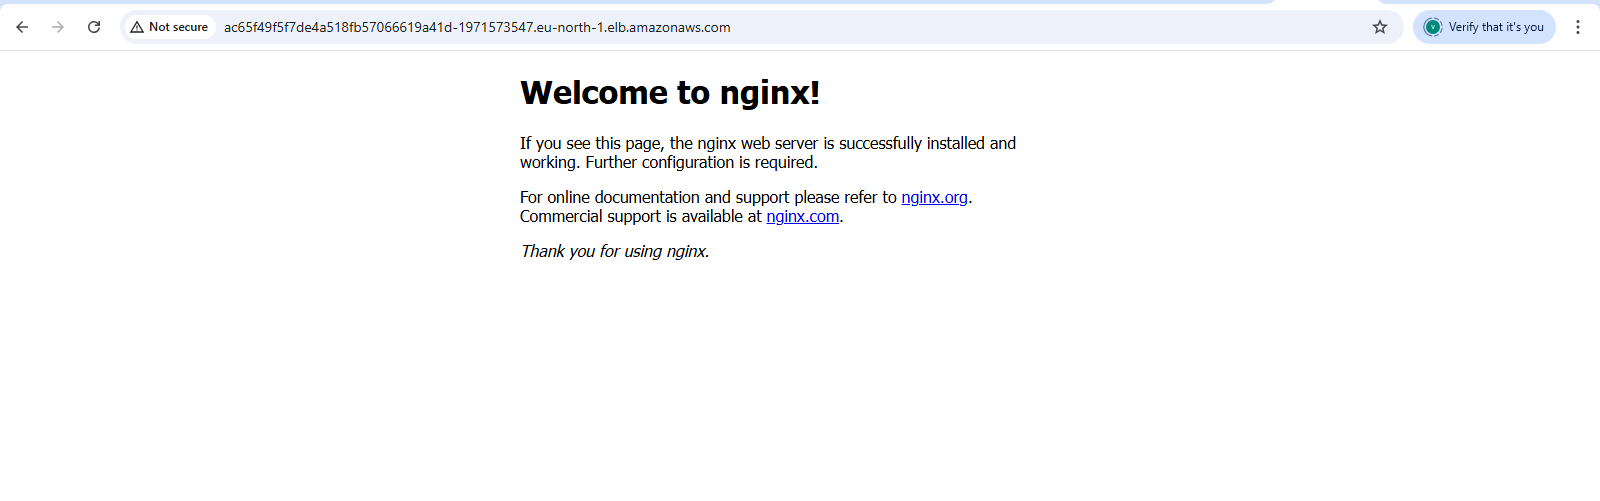 Not secure
ac65f49f5f7de4a518fb57066619a41d-1971573547.eu-north-1.elb.amazonaws.com
Verify that it's you
Welcome to nginx!
If you see this page, the nginx web server is successfully installed and
working. Further configuration is required.
For online documentation and support please refer to nginx.org.
Commercial support is available at nginx.com.
Thank you for using nginx.